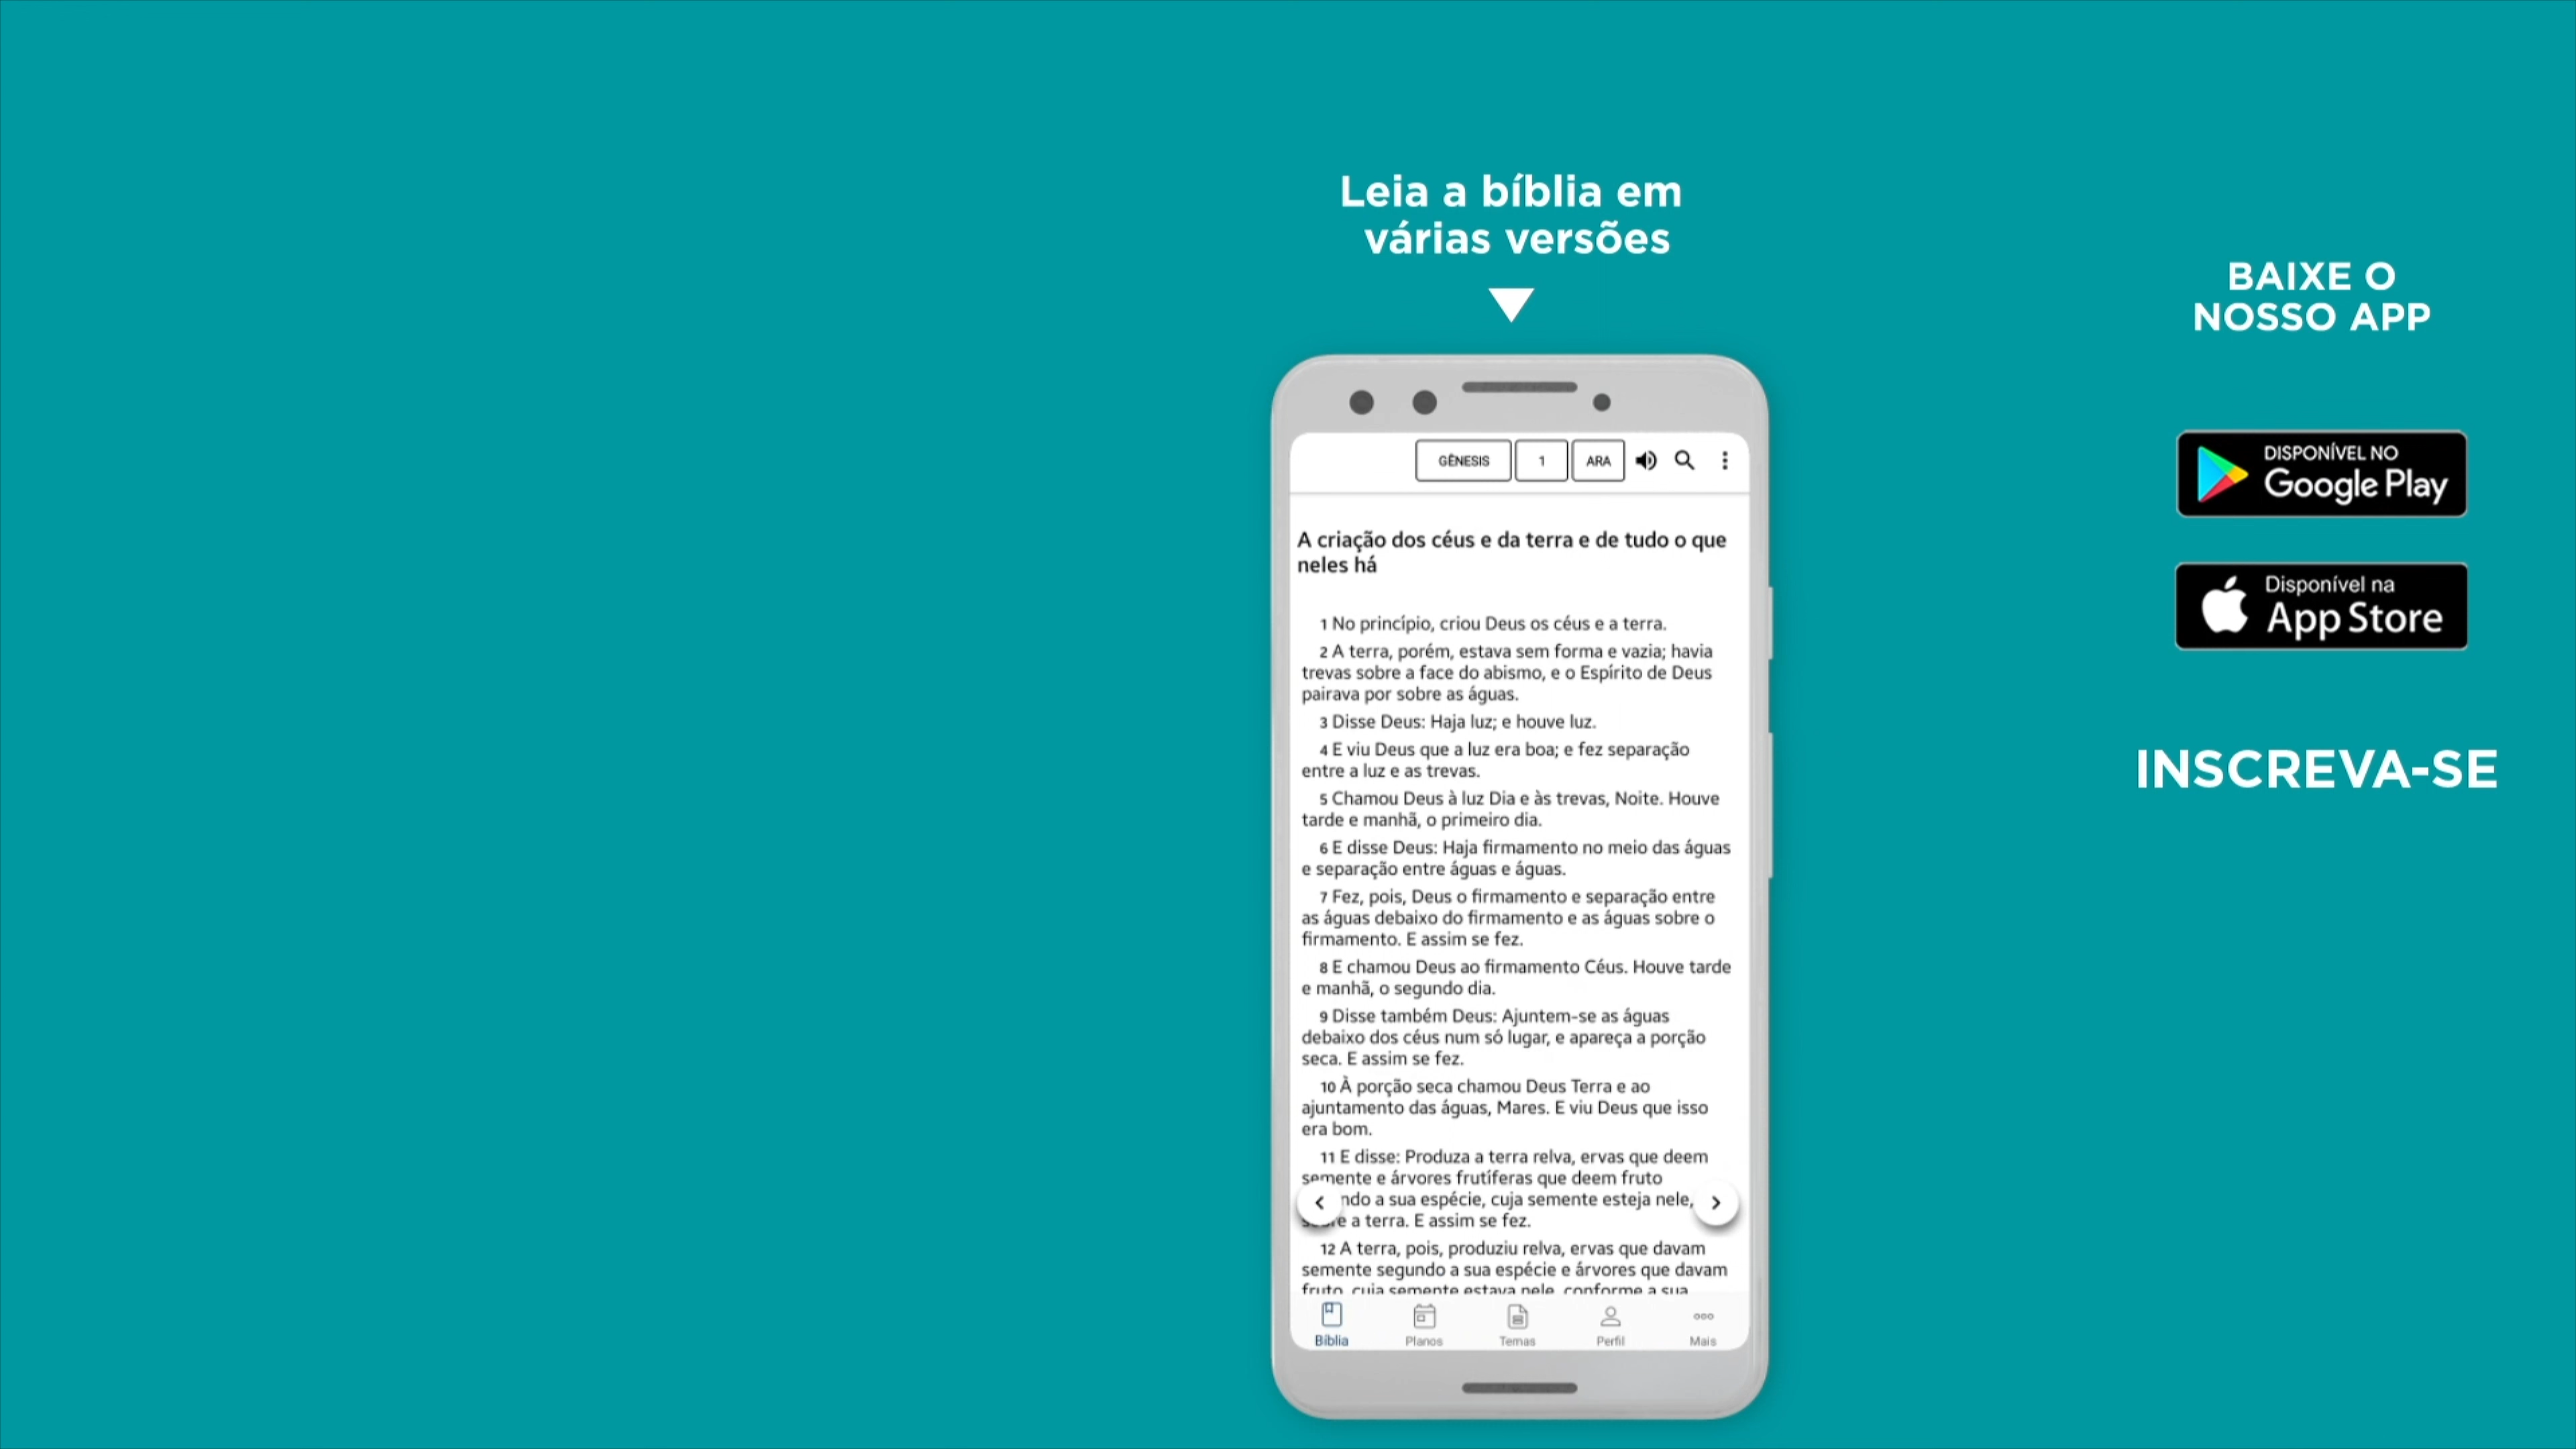 Leia a bíblia em
várias versões
GÊNESIS 1 ARA
A criação dos céus e da terra e de tudo o que
neles há
1 No princípio, criou Deus os céus e a terra.
2 A terra, porém, estava sem forma e vazia; havia
trevas sobre a face do abismo, e o Espírito de Deus
pairava por sobre as águas.
3 Disse Deus: Haja luz; e houve luz.
4 E viu Deus que a luz era boa; e fez separação
entre a luz e as trevas.
5 Chamou Deus à luz Dia e às trevas, Noite. Houve
tarde e manhã, o primeiro dia.
6 E disse Deus: Haja firmamento no meio das águas
e separação entre águas e águas.
7 Fez, pois, Deus o firmamento e separação entre
as águas debaixo do firmamento e as águas sobre o
firmamento. E assim se fez.
8 E chamou Deus ao firmamento Céus. Houve tarde
e manhã, o segundo dia.
9 Disse também Deus: Ajuntem-se as águas
debaixo dos céus num só lugar, e apareça a porção
seca. E assim se fez.
10 À porção seca chamou Deus Terra e ao
ajuntamento das águas, Mares. E viu Deus que isso
era bom.
11 E disse: Produza a terra relva, ervas que deem
semente e árvores frutíferas que deem fruto
a sua espécie, cuja semente esteja nele,
a terra. E assim se fez.
12 A terra, pois, produziu relva, ervas que davam
semente segundo a sua espécie e árvores que davam
fruto, cuja semente estava nele, conforme a sua
Bíblia Planos Temas Perfil Mais
BAIXE O
NOSSO APP
DISPONÍVEL NO
Google Play
Disponível na
App Store
INSCREVA-SE